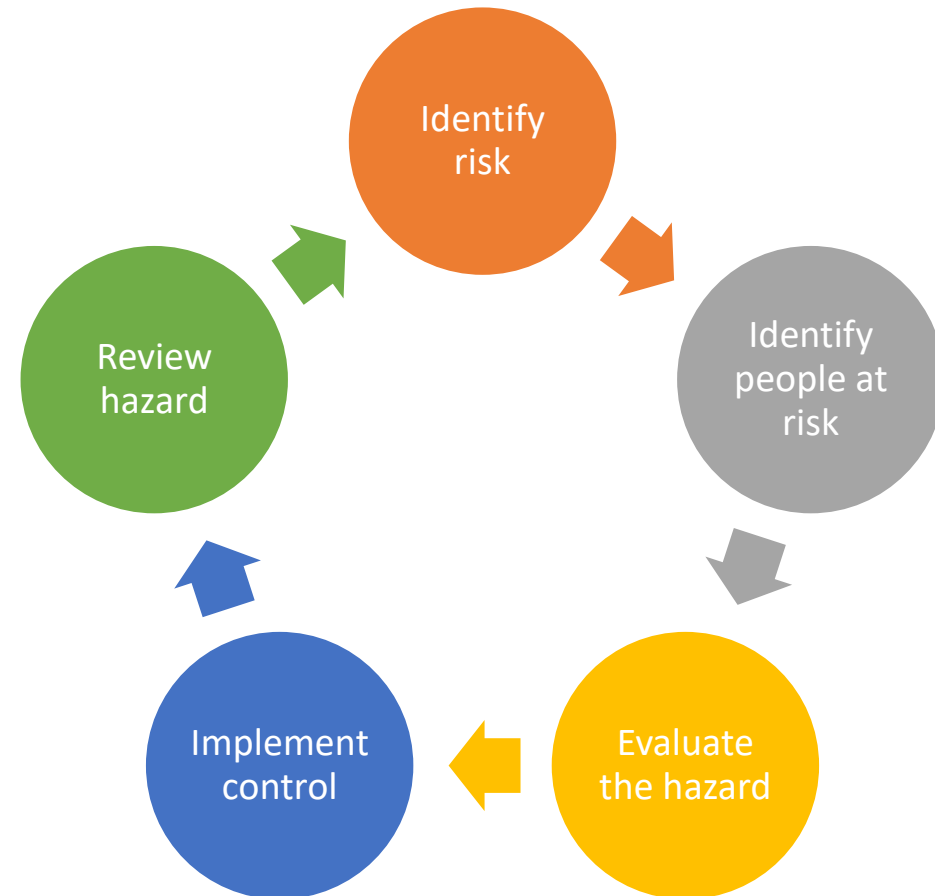 Identify
risk
Identify
people at
risk
Evaluate
the hazard
Implement
control
Review
hazard